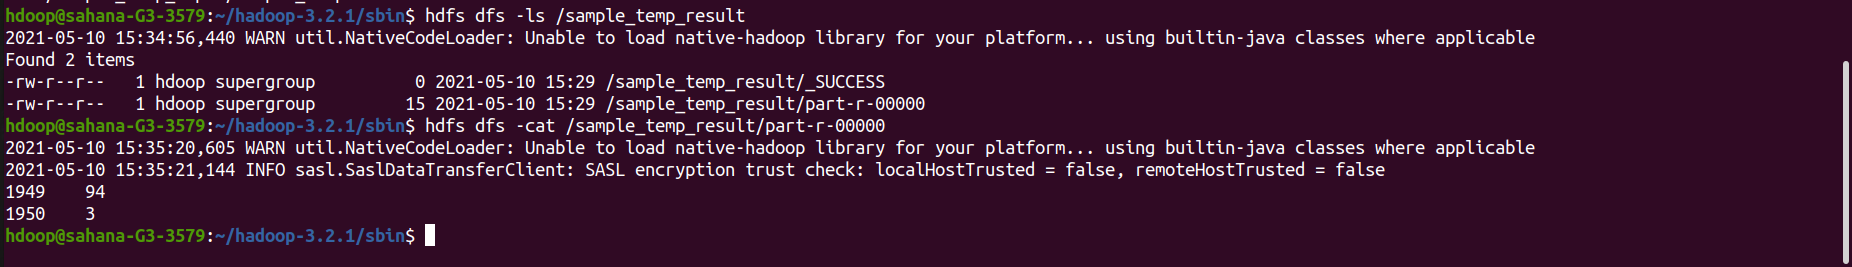 hdoop@sahana-G3-3579:~/hadoop-3.2.1/sbin$ hdfs dfs -ls /sample_temp_result
2021-05-10 15:34:56,440 WARN util.NativeCodeLoader: Unable to load native-hadoop library for your platform... using builtin-java classes where applicable
Found 2 items
-rw-r--r--   1 hdoop supergroup          0 2021-05-10 15:29 /sample_temp_result/_SUCCESS
-rw-r--r--   1 hdoop supergroup         15 2021-05-10 15:29 /sample_temp_result/part-r-00000
hdoop@sahana-G3-3579:~/hadoop-3.2.1/sbin$ hdfs dfs -cat /sample_temp_result/part-r-00000
2021-05-10 15:35:20,605 WARN util.NativeCodeLoader: Unable to load native-hadoop library for your platform... using builtin-java classes where applicable
2021-05-10 15:35:21,144 INFO sasl.SaslDataTransferClient: SASL encryption trust check: localHostTrusted = false, remoteHostTrusted = false
1949    94
1950    3
hdoop@sahana-G3-3579:~/hadoop-3.2.1/sbin$